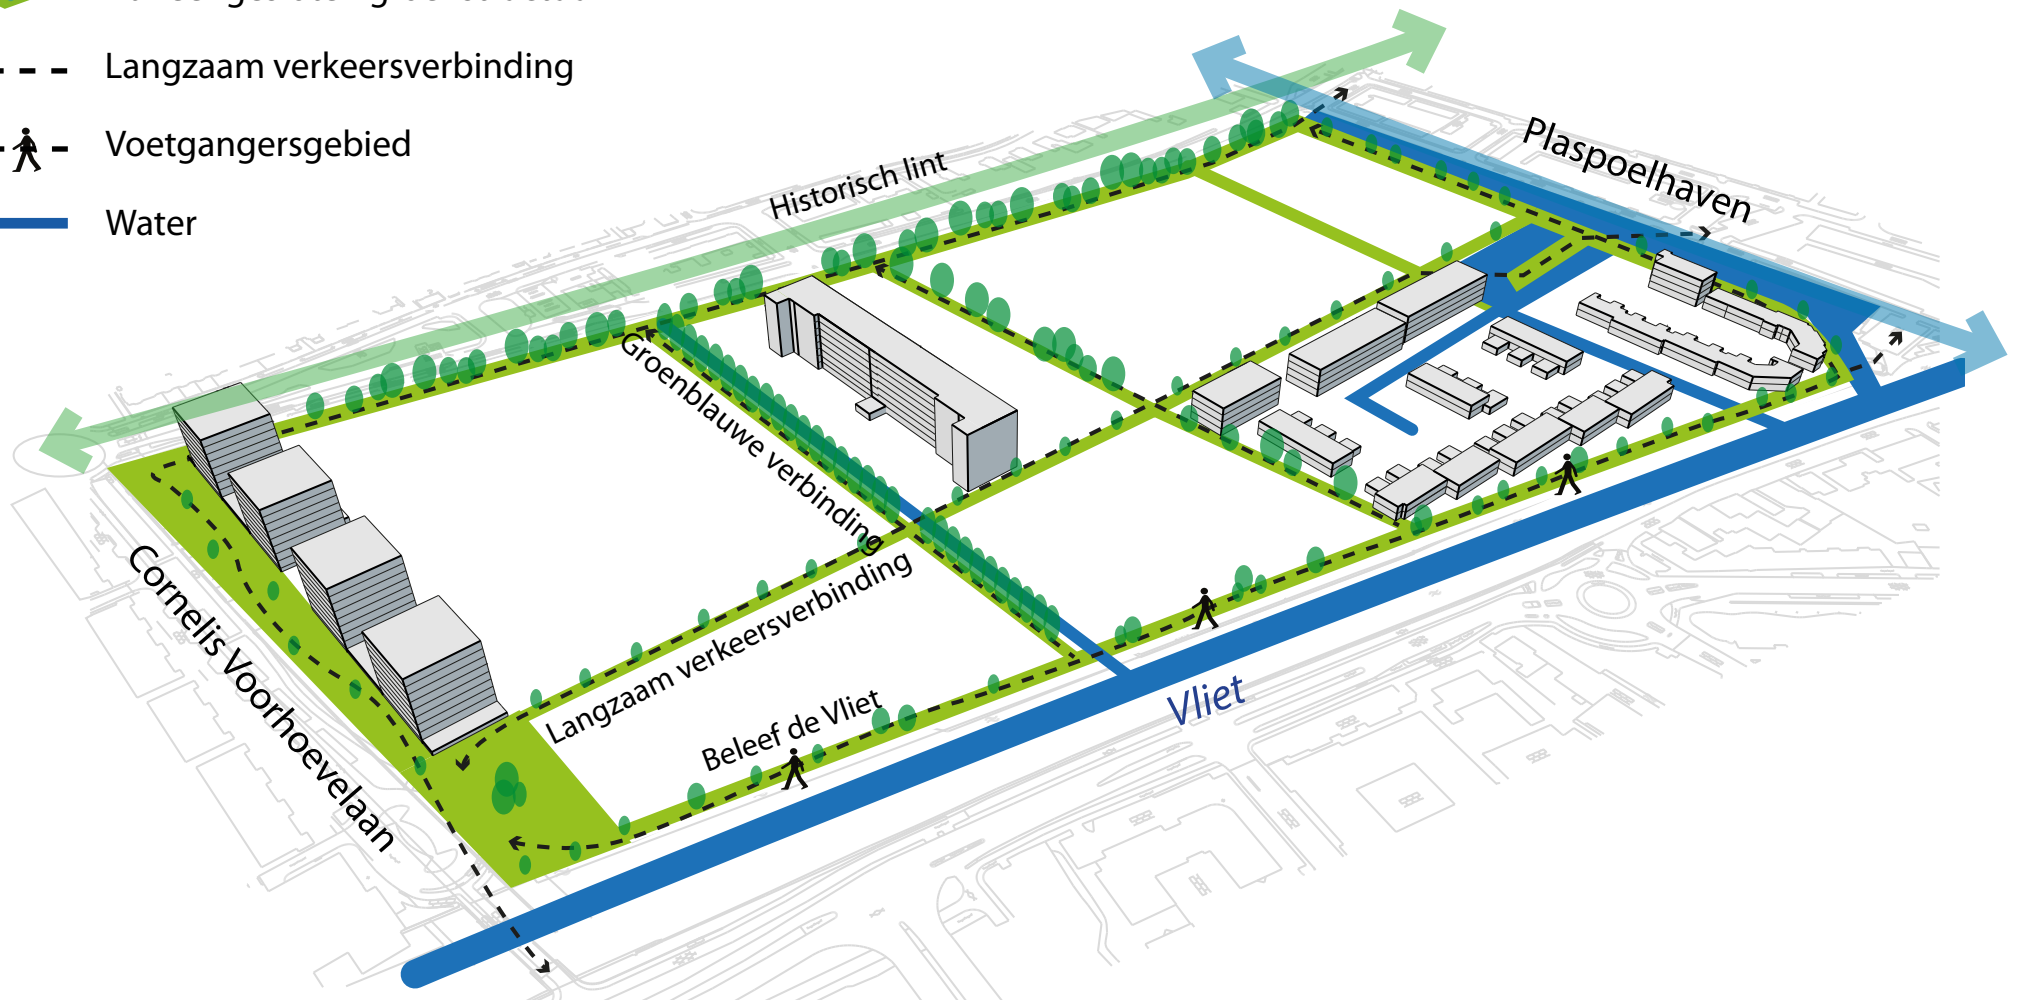 Langzaam verkeersverbinding
Voetgangersgebied
Water
Historisch lint
Plaspoelhaven
Groenblauwe verbinding
Langzaam verkeersverbinding
Beleef de Vliet
Vliet
Cornelis Voorhoevelaan